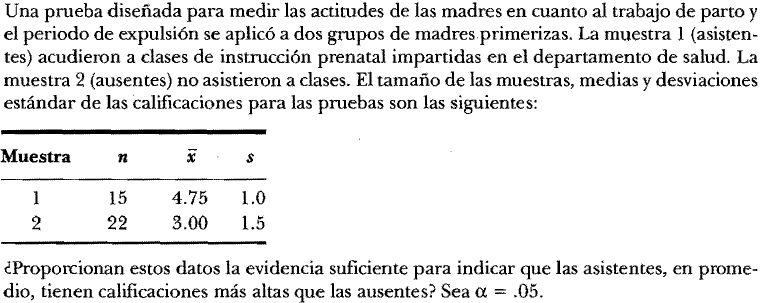 Una prueba diseñada para medir las actitudes de las madres en cuanto al trabajo de parto y
el periodo de expulsión se aplicó a dos grupos de madres primerizas. La muestra 1 (asisten-
tes) acudieron a clases de instrucción prenatal impartidas en el departamento de salud. La
muestra 2 (ausentes) no asistieron a clases. El tamaño de las muestras, medias y desviaciones
estándar de las calificaciones para las pruebas son las siguientes:
Muestra n x̄ s
1 15 4.75 1.0
2 22 3.00 1.5
¿Proporcionan estos datos la evidencia suficiente para indicar que las asistentes, en prome-
dio, tienen calificaciones más altas que las ausentes? Sea α = .05.